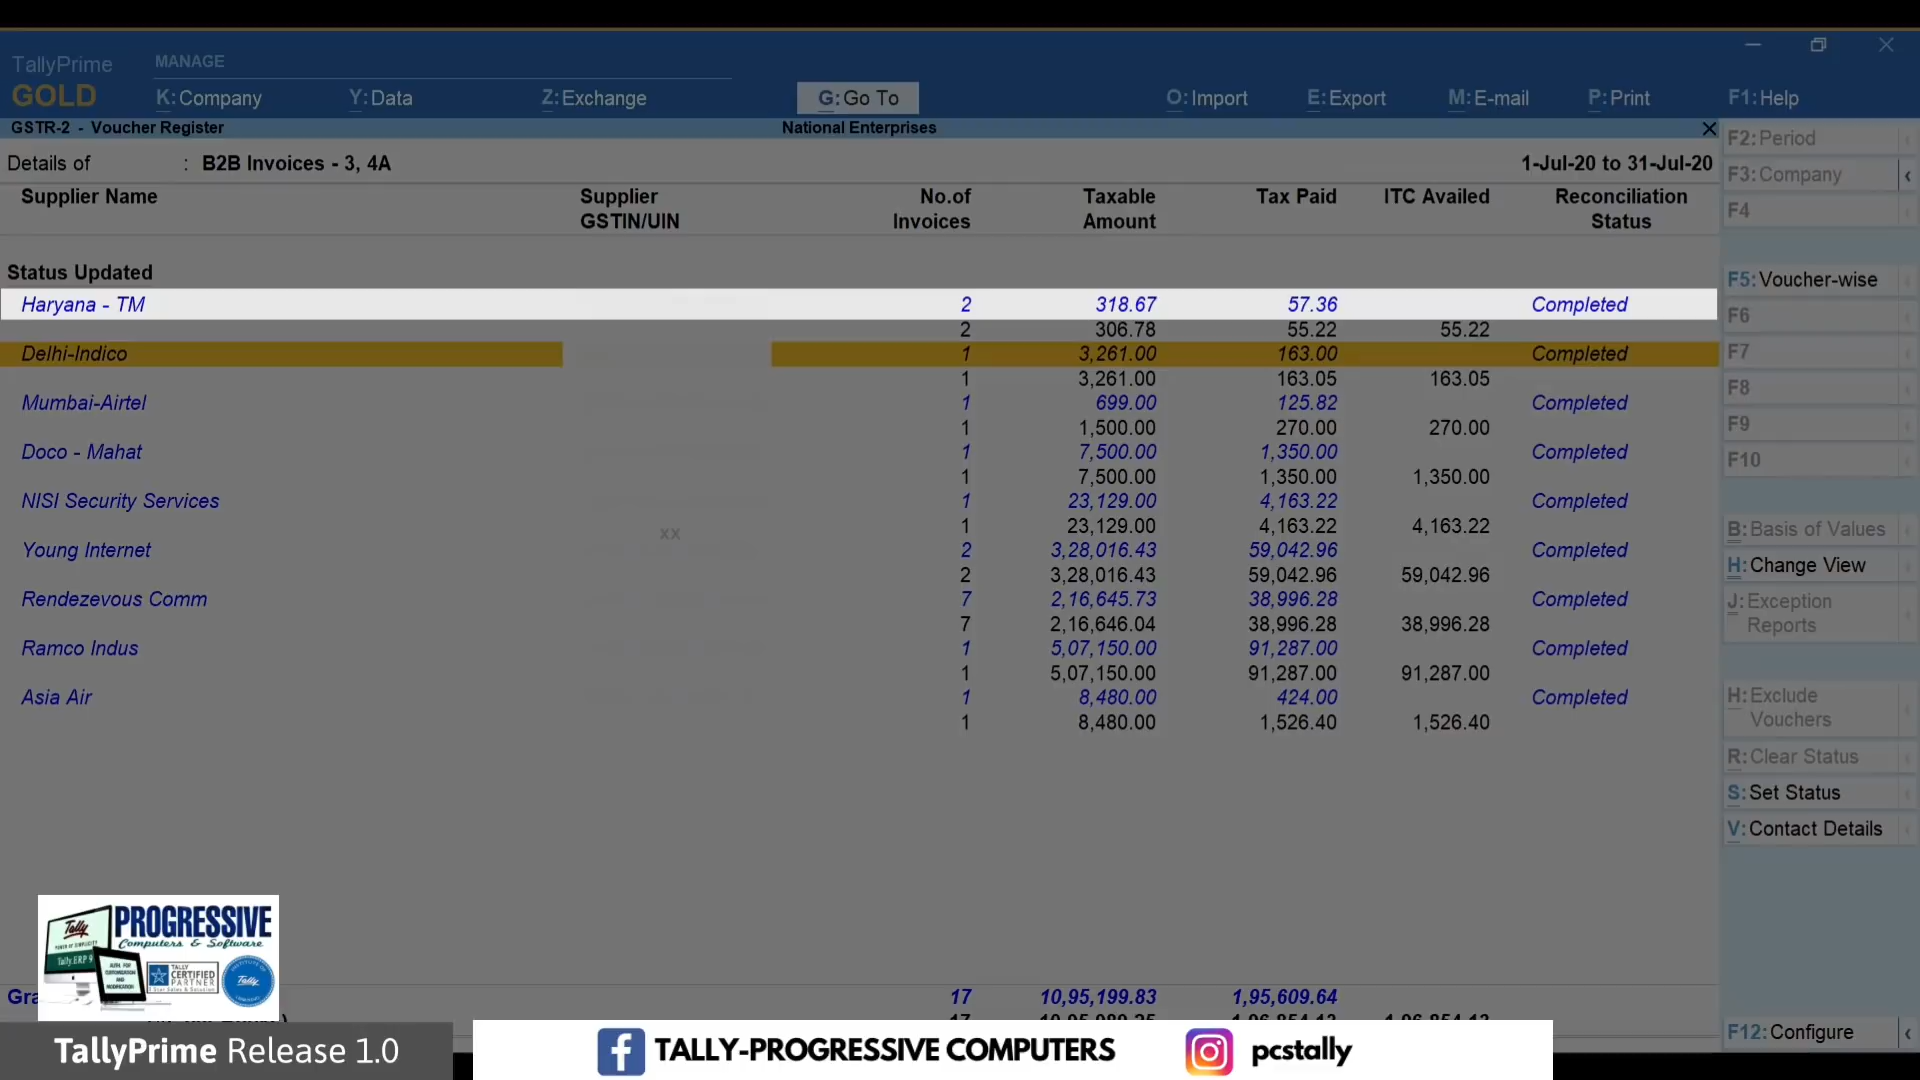 TallyPrime
GOLD
MANAGE
K:Company Y:Data Z:Exchange G:Go To O:Import E:Export M:E-mail P:Print F1:Help
GSTR-2 - Voucher Register National Enterprises
Details of : B2B Invoices - 3, 4A 1-Jul-20 to 31-Jul-20
Supplier Name Supplier No.of Taxable Tax Paid ITC Availed Reconciliation
GSTIN/UIN Invoices Amount Status
Status Updated
Haryana - TM 2 318.67 57.36 Completed
2 306.78 55.22 55.22
Delhi-Indico 1 3,261.00 163.00 Completed
1 3,261.00 163.05 163.05
Mumbai-Airtel 1 699.00 125.82 Completed
1 1,500.00 270.00 270.00
Doco - Mahat 1 7,500.00 1,350.00 Completed
1 7,500.00 1,350.00 1,350.00
NISI Security Services 1 23,129.00 4,163.22 Completed
1 23,129.00 4,163.22 4,163.22
xx
Young Internet 2 3,28,016.43 59,042.96 Completed
2 3,28,016.43 59,042.96 59,042.96
Rendezevous Comm 7 2,16,645.73 38,996.28 Completed
7 2,16,646.04 38,996.28 38,996.28
Ramco Indus 1 5,07,150.00 91,287.00 Completed
1 5,07,150.00 91,287.00 91,287.00
Asia Air 1 8,480.00 424.00 Completed
1 8,480.00 1,526.40 1,526.40
17 10,95,199.83 1,95,609.64
F2:Period
F3:Company
F4
F5:Voucher-wise
F6
F7
F8
F9
F10
B:Basis of Values
H:Change View
J:Exception
Reports
H:Exclude
Vouchers
R:Clear Status
S:Set Status
V:Contact Details
F12:Configure
PROGRESSIVE
Computers & Software
Tally
POWER OF SIMPLICITY
Tally.ERP 9
TALLY
CERTIFIED
PARTNER
Tally
TallyPrime Release 1.0
TALLY-PROGRESSIVE COMPUTERS pcstally